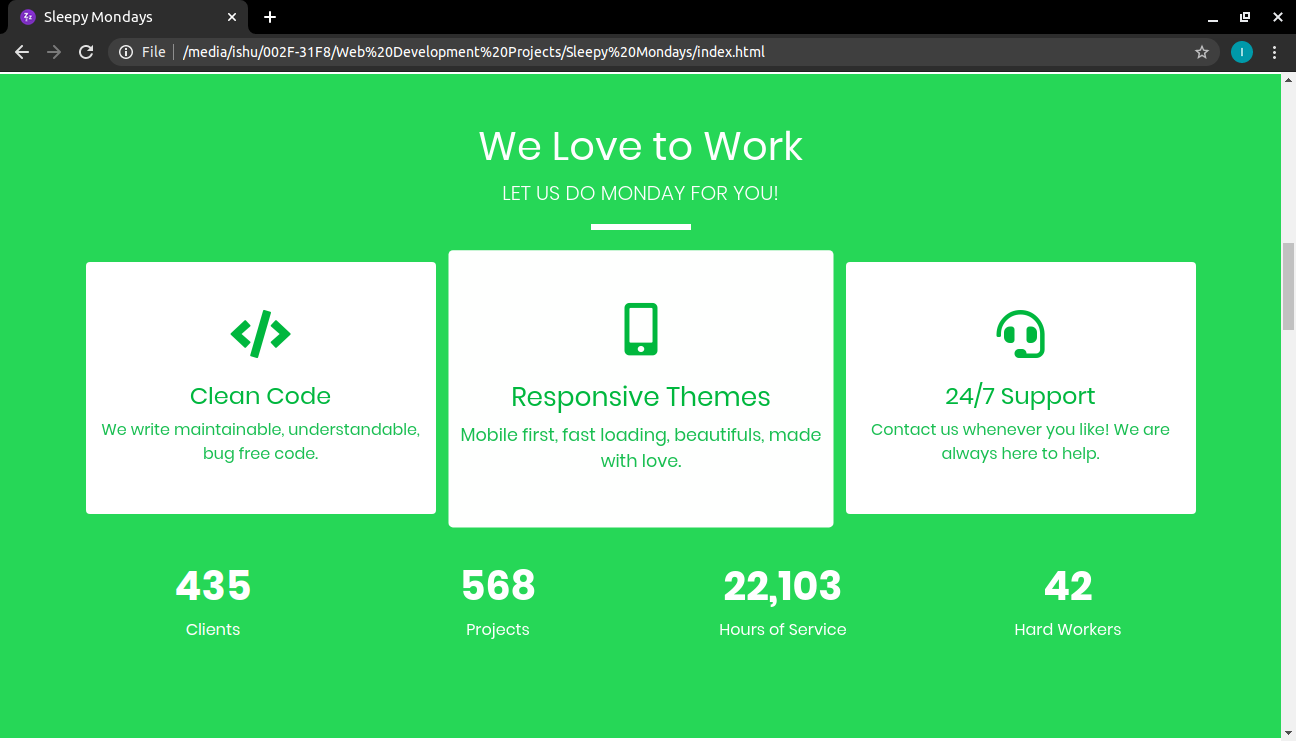 Sleepy Mondays
File /media/ishu/002F-31F8/Web%20Development%20Projects/Sleepy%20Mondays/index.html
I
We Love to Work
LET US DO MONDAY FOR YOU!
Clean Code
We write maintainable, understandable,
bug free code.
Responsive Themes
Mobile first, fast loading, beautifuls, made
with love.
24/7 Support
Contact us whenever you like! We are
always here to help.
435
Clients
568
Projects
22,103
Hours of Service
42
Hard Workers